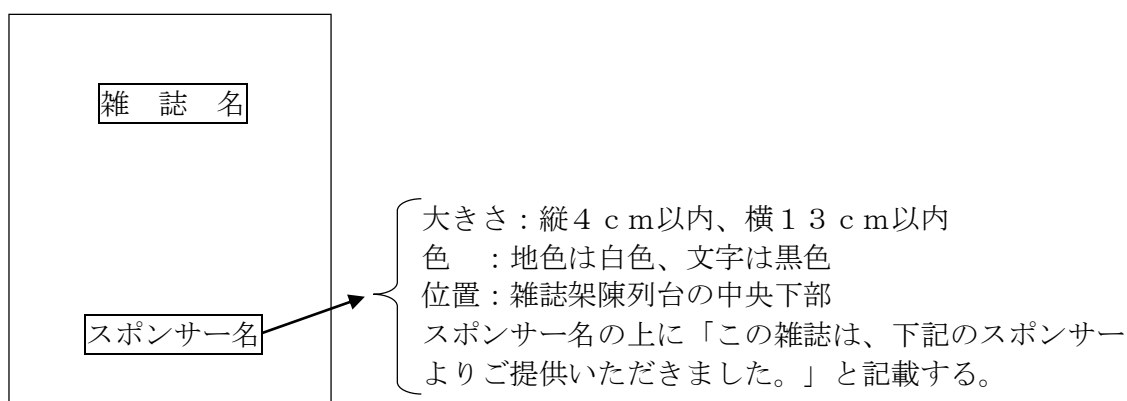 雑　誌　名
大きさ：縦４ｃｍ以内、横１３ｃｍ以内
色　：地色は白色、文字は黒色
位置：雑誌架陳列台の中央下部
スポンサー名
スポンサー名の上に「この雑誌は、下記のスポンサー
よりご提供いただきました。」と記載する。